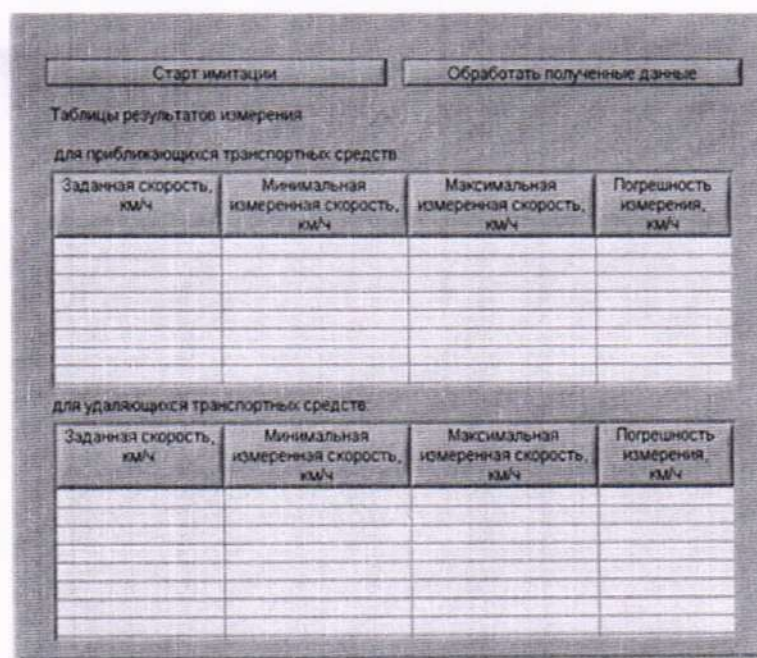 Старт имитации
Обработать полученные данные
Таблицы результатов измерения
для приближающихся транспортных средств
Заданная скорость, км/ч
Минимальная измеренная скорость, км/ч
Максимальная измеренная скорость, км/ч
Погрешность измерения, км/ч
для удаляющихся транспортных средств
Заданная скорость, км/ч
Минимальная измеренная скорость, км/ч
Максимальная измеренная скорость, км/ч
Погрешность измерения, км/ч